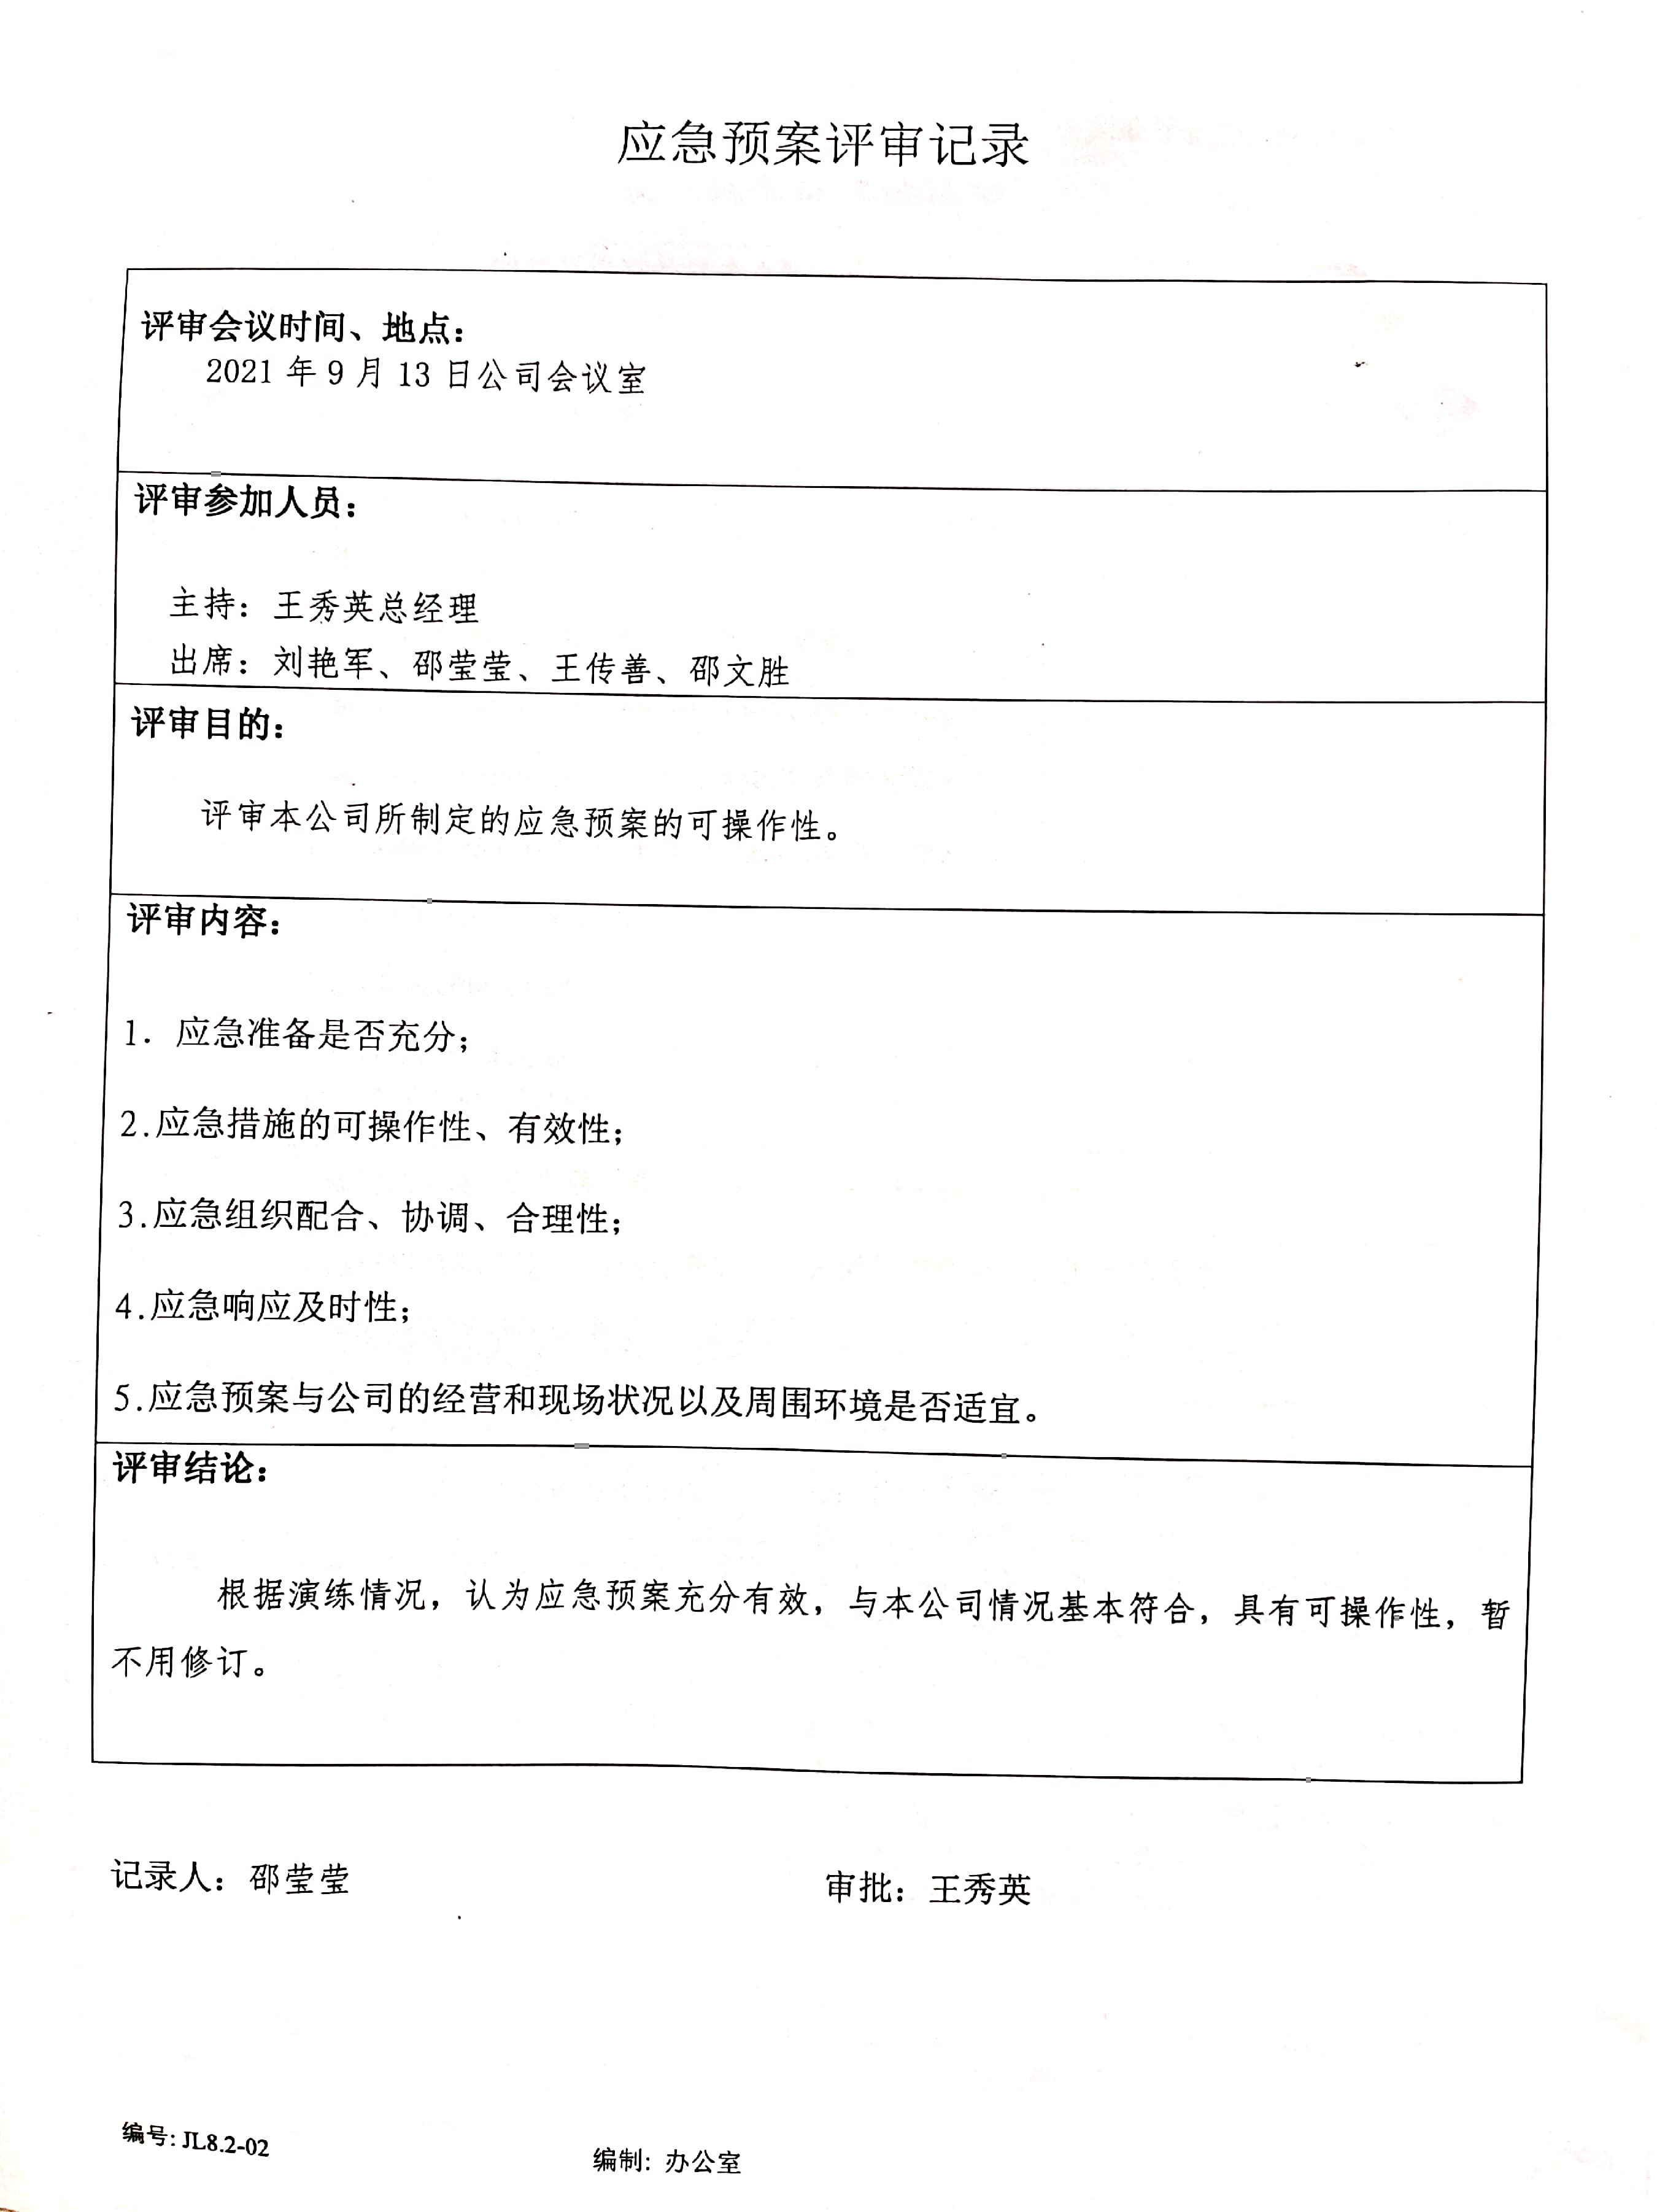 应急预案评审记录
评审会议时间、地点：
2021 年 9 月 13 日公司会议室
评审参加人员：
主持：王秀英总经理
出席：刘艳军、邵莹莹、王传善、邵文胜
评审目的：
评审本公司所制定的应急预案的可操作性。
评审内容：
1. 应急准备是否充分；
2.应急措施的可操作性、有效性；
3.应急组织配合、协调、合理性；
4.应急响应及时性；
5.应急预案与公司的经营和现场状况以及周围环境是否适宜。
评审结论：
根据演练情况，认为应急预案充分有效，与本公司情况基本符合，具有可操作性，暂
不用修订。
记录人：邵莹莹 审批：王秀英
编号: JL8.2-02 编制: 办公室